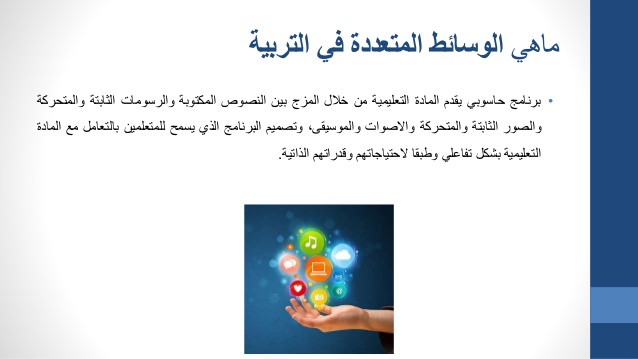 ماهي الوسائط المتعددة في التربية
• برنامج حاسوبي يقدم المادة التعليمية من خلال المزج بين النصوص المكتوبة والرسومات الثابتة والمتحركة
والصور الثابتة والمتحركة والاصوات والموسيقى، وتصميم البرنامج الذي يسمح للمتعلمين بالتعامل مع المادة
التعليمية بشكل تفاعلي وطبقا لاحتياجاتهم وقدراتهم الذاتية.